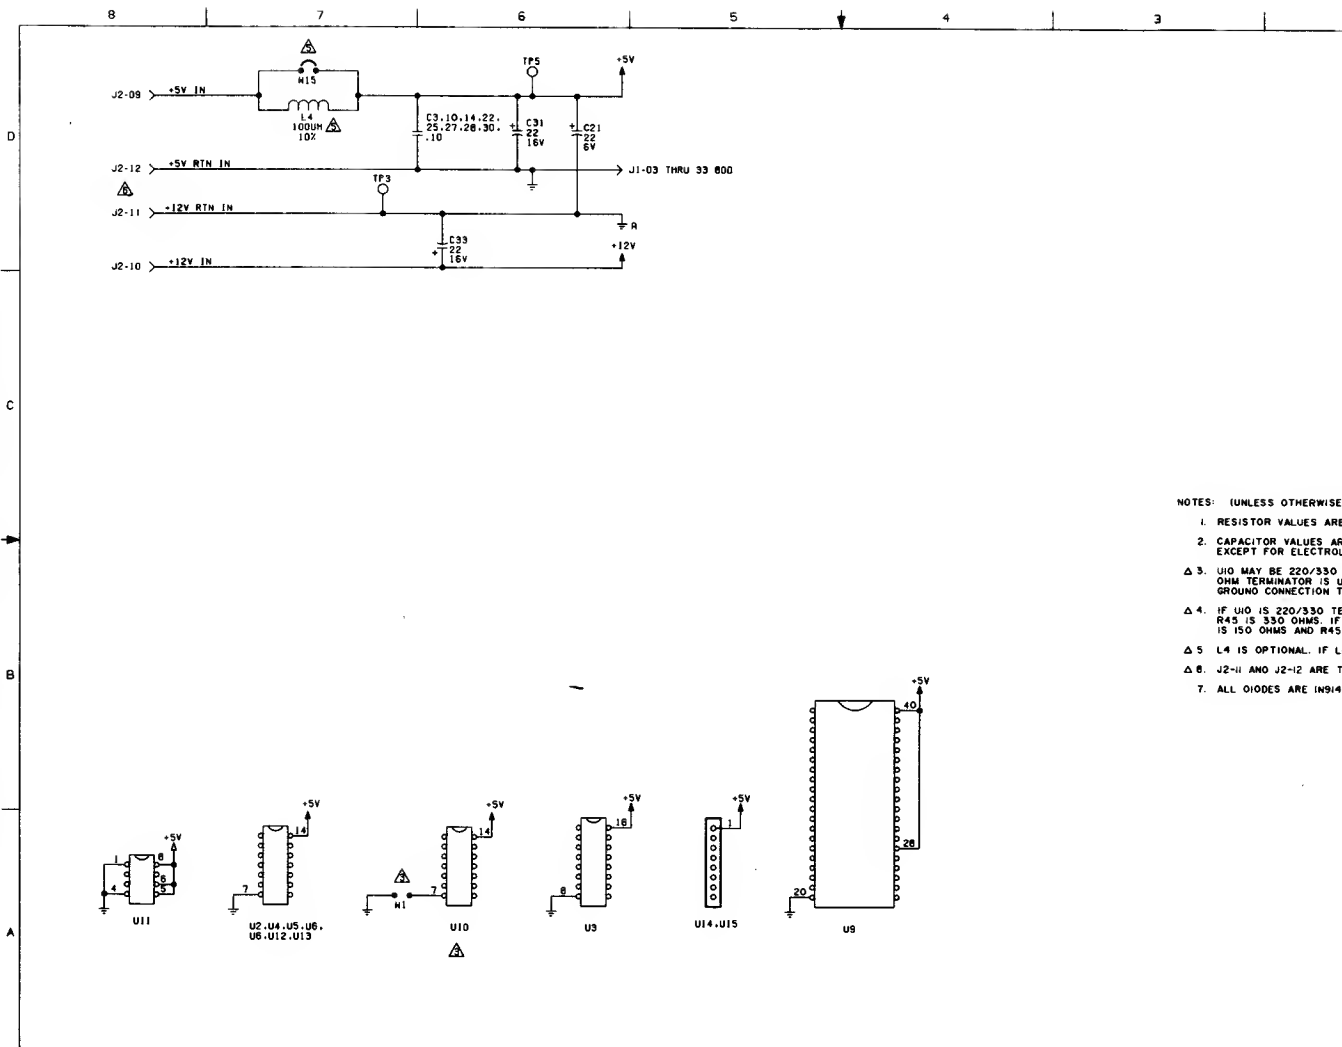 8 7 6 5 4 3
D
C
B
A
5
W15
J2-09 +5V IN
L4
100UH 5
10%
C3,10,14,22,
25,27,28,30,
.10
C31
22
16V
TP5
+5V
C21
22
6V
J2-12 +5V RTN IN
J1-03 THRU 33 ODD
6
TP3
J2-11 +12V RTN IN
A
C33
22
16V
+12V
J2-10 +12V IN
NOTES: (UNLESS OTHERWISE
1. RESISTOR VALUES ARE
2. CAPACITOR VALUES AR
EXCEPT FOR ELECTROL
3. U10 MAY BE 220/330
OHM TERMINATOR IS U
GROUND CONNECTION T
4. IF U10 IS 220/330 TE
R45 IS 330 OHMS. IF
IS 150 OHMS AND R45
5 L4 IS OPTIONAL. IF L
6. J2-11 AND J2-12 ARE T
7. ALL DIODES ARE IN914
+5V
1 8
6
4 5
U11
+5V
14
7
U2,U4,U5,U6,
U12,U13
+5V
14
3
W1
7
U10
3
+5V
16
8
U3
+5V
1
U14,U15
+5V
40
28
20
U9